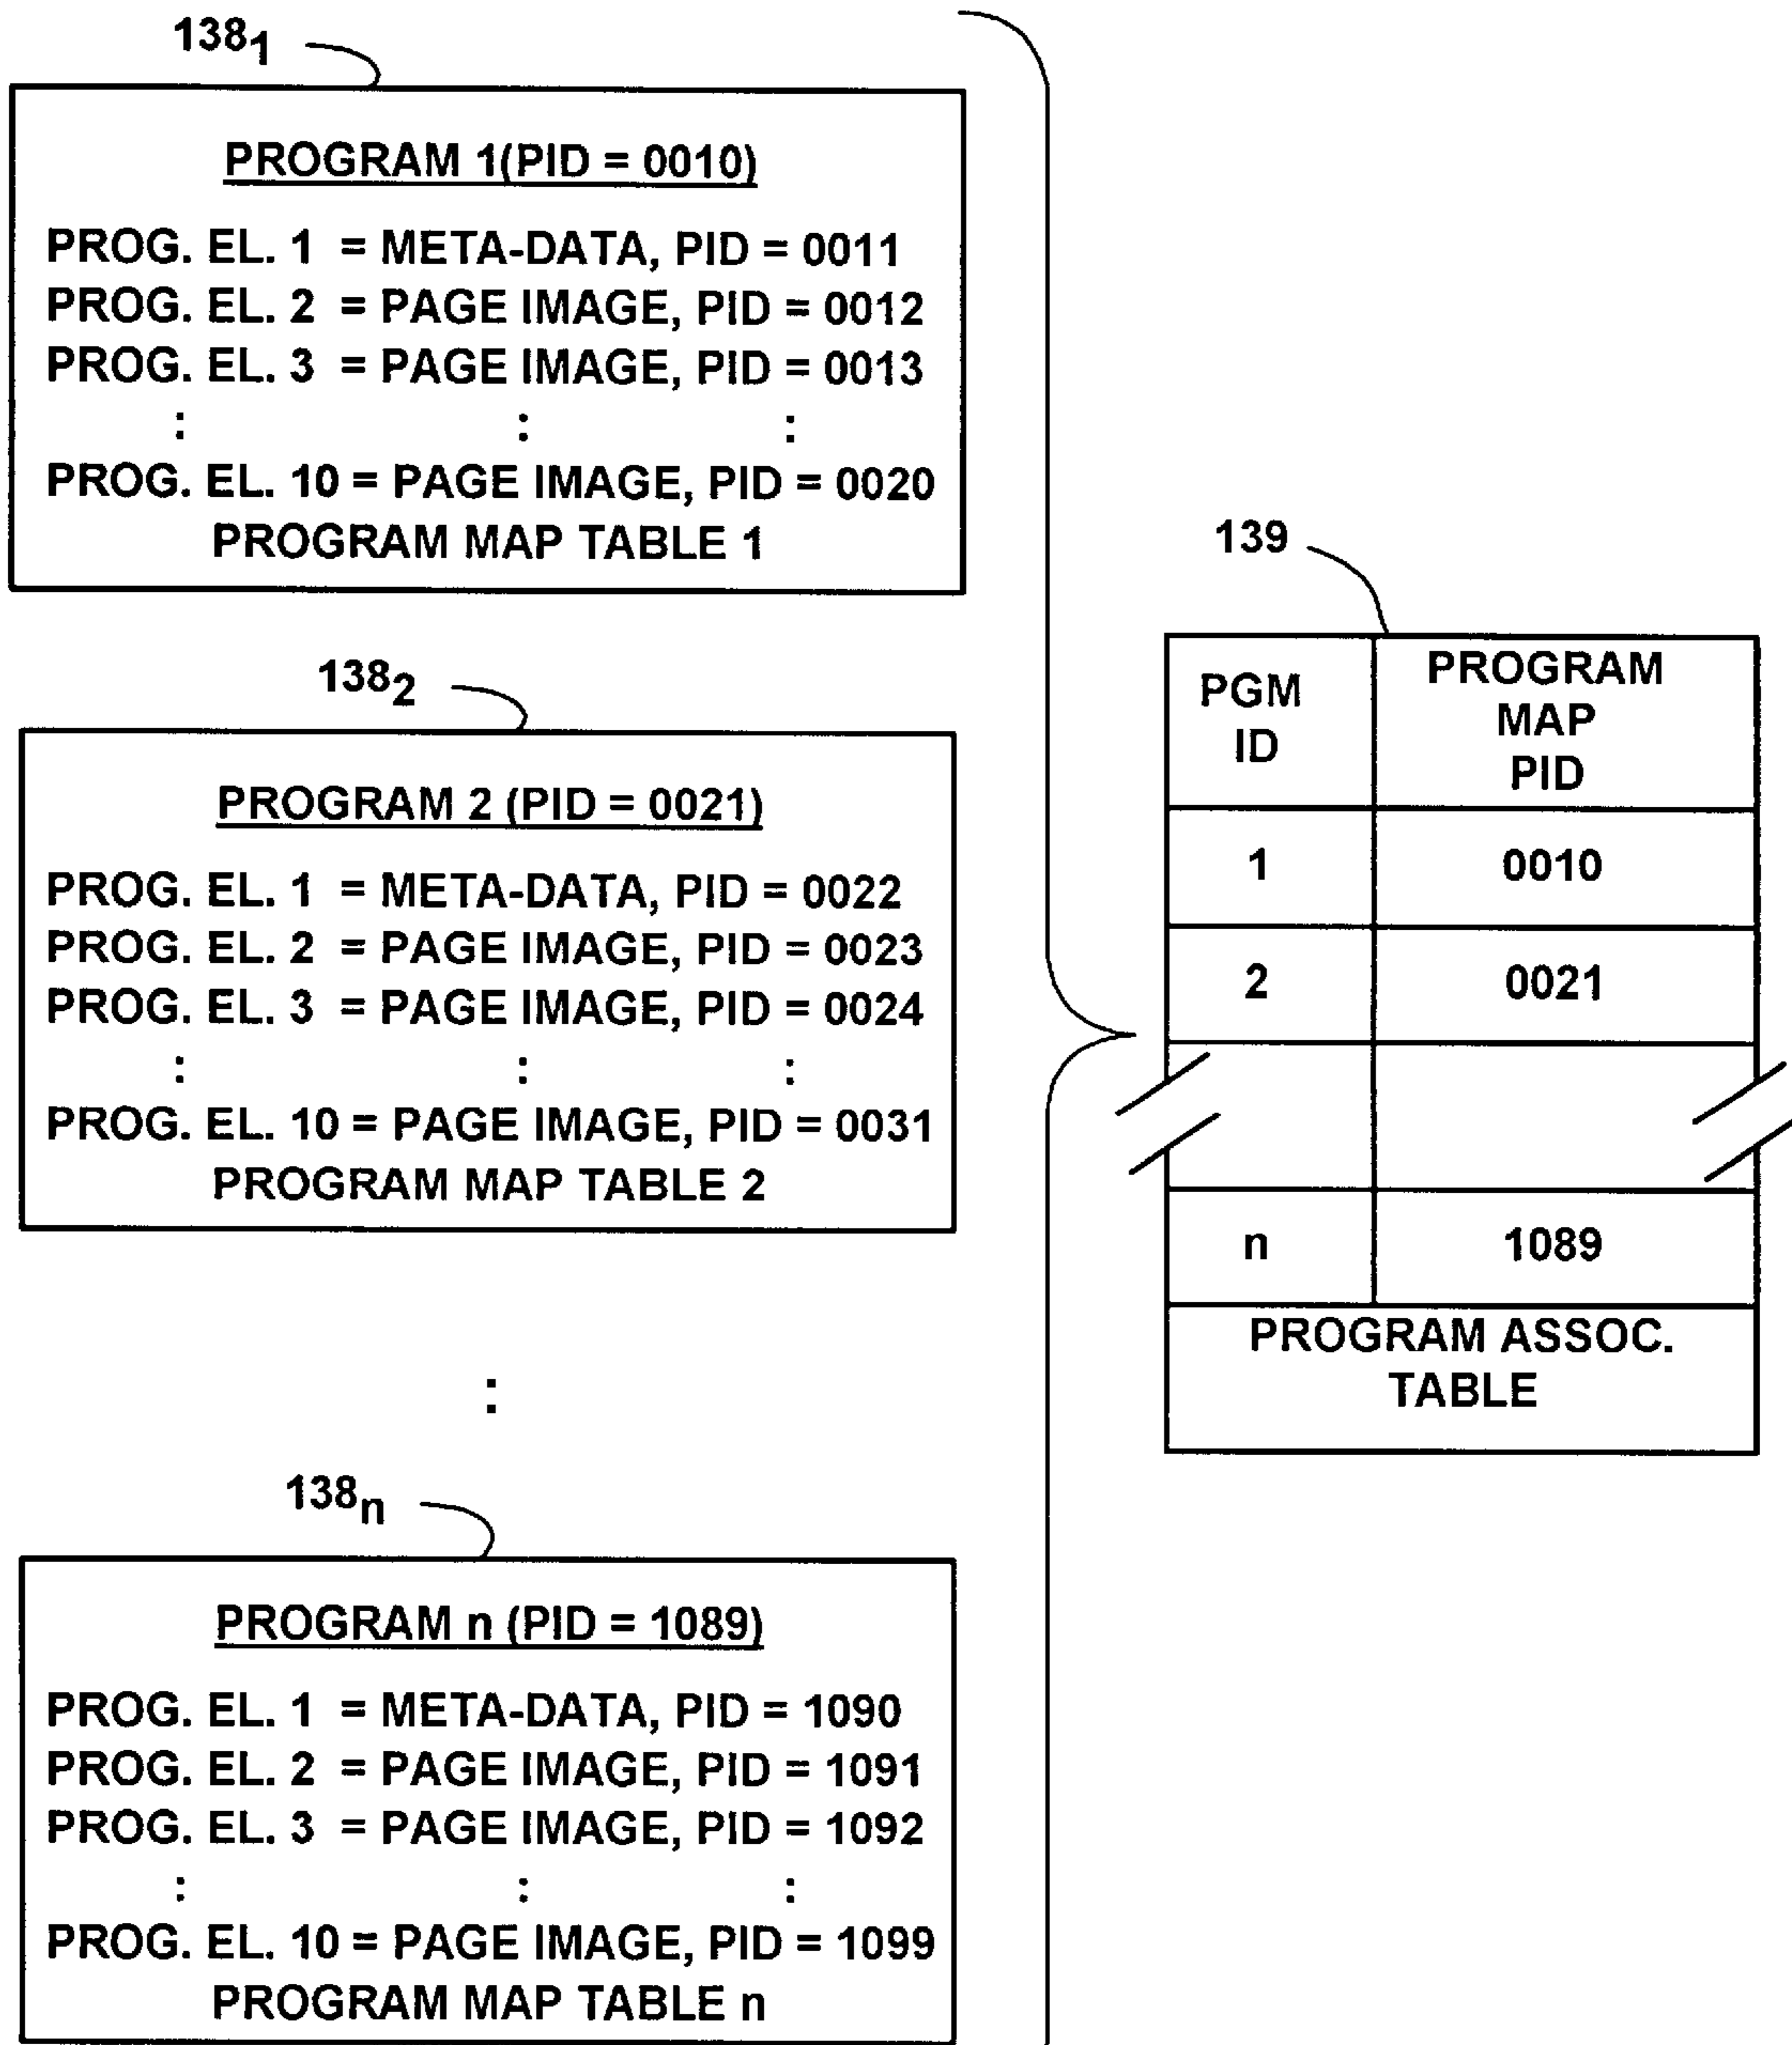 138₁
PROGRAM 1(PID = 0010)
PROG. EL. 1 = META-DATA, PID = 0011
PROG. EL. 2 = PAGE IMAGE, PID = 0012
PROG. EL. 3 = PAGE IMAGE, PID = 0013
: : :
PROG. EL. 10 = PAGE IMAGE, PID = 0020
PROGRAM MAP TABLE 1
138₂
PROGRAM 2 (PID = 0021)
PROG. EL. 1 = META-DATA, PID = 0022
PROG. EL. 2 = PAGE IMAGE, PID = 0023
PROG. EL. 3 = PAGE IMAGE, PID = 0024
: : :
PROG. EL. 10 = PAGE IMAGE, PID = 0031
PROGRAM MAP TABLE 2
:
138ₙ
PROGRAM n (PID = 1089)
PROG. EL. 1 = META-DATA, PID = 1090
PROG. EL. 2 = PAGE IMAGE, PID = 1091
PROG. EL. 3 = PAGE IMAGE, PID = 1092
: : :
PROG. EL. 10 = PAGE IMAGE, PID = 1099
PROGRAM MAP TABLE n
139
PGM
ID
PROGRAM
MAP
PID
1 0010
2 0021
n 1089
PROGRAM ASSOC.
TABLE